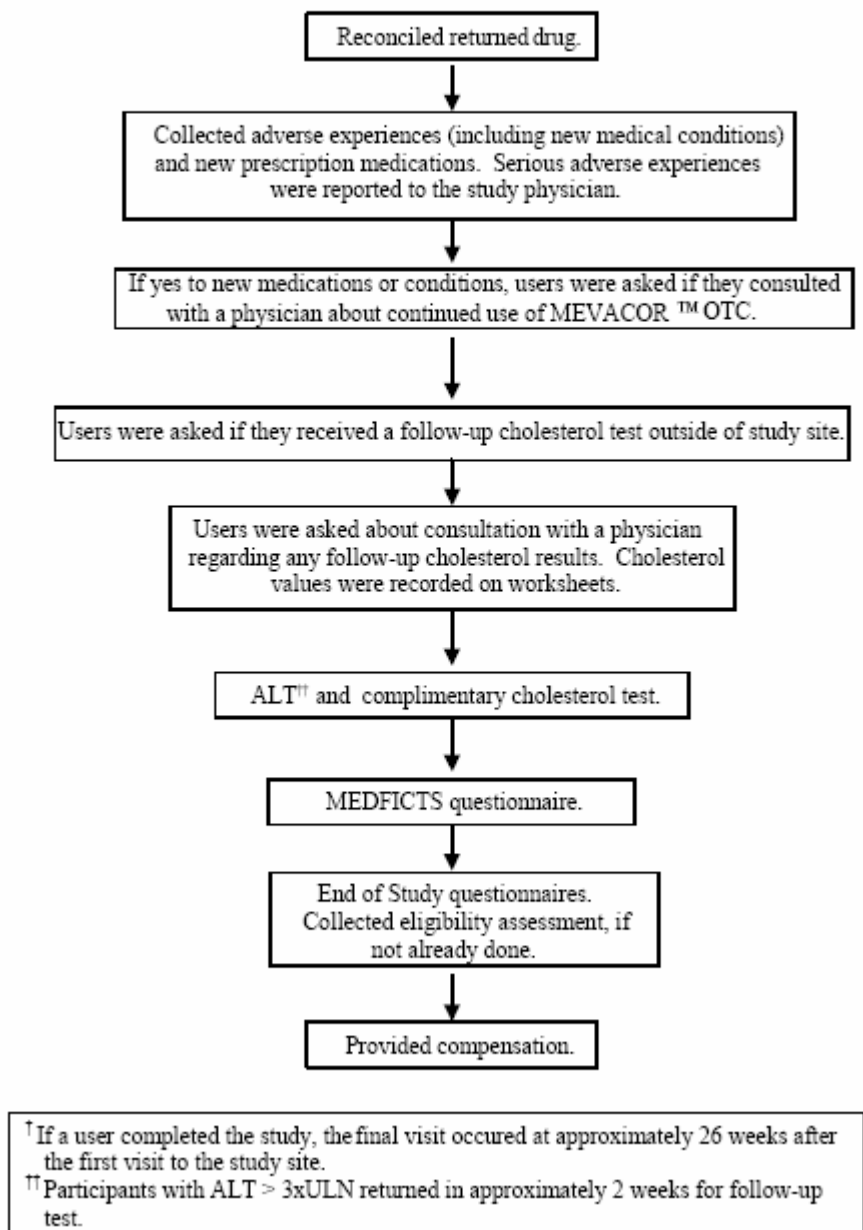 Reconciled returned drug.
Collected adverse experiences (including new medical conditions)
and new prescription medications. Serious adverse experiences
were reported to the study physician.
If yes to new medications or conditions, users were asked if they consulted
with a physician about continued use of MEVACOR ™ OTC.
Users were asked if they received a follow-up cholesterol test outside of study site.
Users were asked about consultation with a physician
regarding any follow-up cholesterol results. Cholesterol
values were recorded on worksheets.
ALT†† and complimentary cholesterol test.
MEDFICTS questionnaire.
End of Study questionnaires.
Collected eligibility assessment, if
not already done.
Provided compensation.
† If a user completed the study, the final visit occured at approximately 26 weeks after
the first visit to the study site.
†† Participants with ALT > 3xULN returned in approximately 2 weeks for follow-up
test.